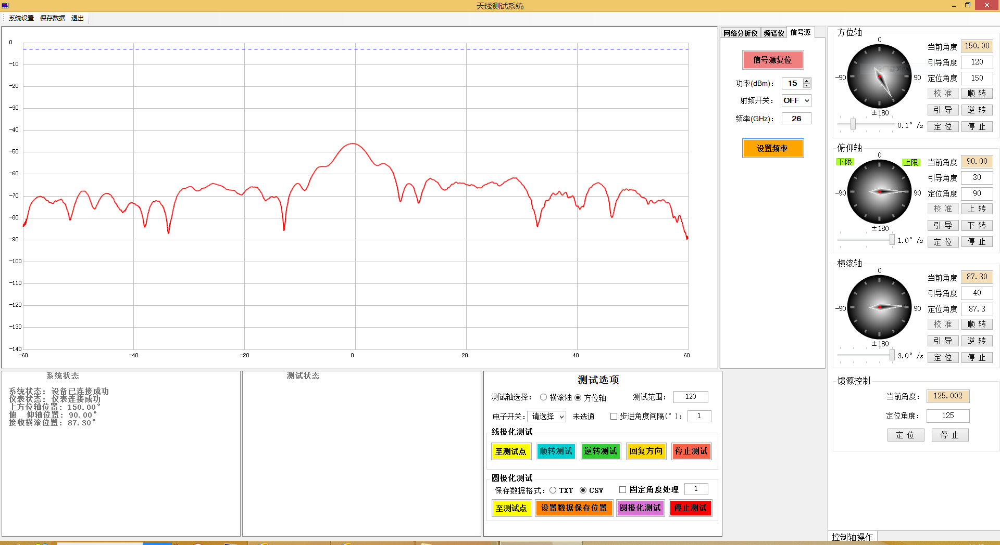 天线测试系统
系统设置 保存数据 退出
0
-10
-20
-30
-40
-50
-60
-70
-80
-90
-100
-110
-120
-130
-140
-60 -40 -20 0 20 40 60
网络分析仪 频谱仪 信号源
信号源复位
功率(dBm): 15
射频开关: OFF
频率(GHz): 26
设置频率
方位轴
0
-90 90
±180
0.1° /s
当前角度 150.00
引导角度 120
定位角度 150
校 准 顺 转
引 导 逆 转
定 位 停 止
俯仰轴
下限 0 上限
-90 90
±180
1.0° /s
当前角度 90.00
引导角度 30
定位角度 90
校 准 上 转
引 导 下 转
定 位 停 止
横滚轴
0
-90 90
±180
3.0° /s
当前角度 87.30
引导角度 40
定位角度 87.3
校 准 顺 转
引 导 逆 转
定 位 停 止
馈源控制
当前角度: 125.002
定位角度: 125
定 位 停 止
控制轴操作
系统状态
系统状态: 设备已连接成功
仪表状态: 仪表连接成功
上方位轴位置: 150.00°
俯 仰轴位置: 90.00°
接收横滚位置: 87.30°
测试状态
测试选项
测试轴选择: 横滚轴 方位轴 测试范围: 120
电子开关: 请选择 未选通 步进角度间隔(°): 1
线极化测试
至测试点 顺转测试 逆转测试 回复方向 停止测试
圆极化测试
保存数据格式: TXT CSV 固定角度处理 1
至测试点 设置数据保存位置 圆极化测试 停止测试